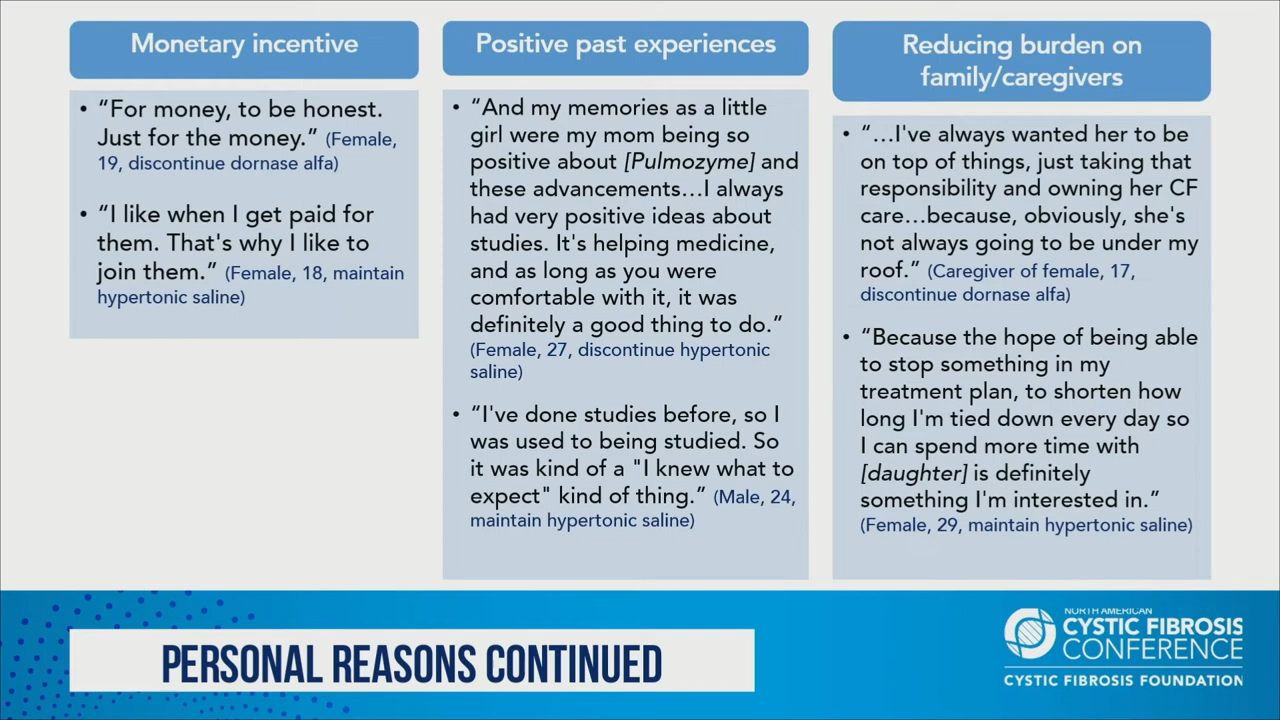 Monetary incentive
• “For money, to be honest.
Just for the money.” (Female,
19, discontinue dornase alfa)
• “I like when I get paid for
them. That's why I like to
join them.” (Female, 18, maintain
hypertonic saline)
Positive past experiences
• “And my memories as a little
girl were my mom being so
positive about [Pulmozyme] and
these advancements…I always
had very positive ideas about
studies. It's helping medicine,
and as long as you were
comfortable with it, it was
definitely a good thing to do.”
(Female, 27, discontinue hypertonic
saline)
• “I've done studies before, so I
was used to being studied. So
it was kind of a "I knew what to
expect" kind of thing.” (Male, 24,
maintain hypertonic saline)
Reducing burden on
family/caregivers
• “…I've always wanted her to be
on top of things, just taking that
responsibility and owning her CF
care…because, obviously, she's
not always going to be under my
roof.” (Caregiver of female, 17,
discontinue dornase alfa)
• “Because the hope of being able
to stop something in my
treatment plan, to shorten how
long I'm tied down every day so
I can spend more time with
[daughter] is definitely
something I'm interested in.”
(Female, 29, maintain hypertonic saline)
PERSONAL REASONS CONTINUED
NORTH AMERICAN
CYSTIC FIBROSIS
CONFERENCE
CYSTIC FIBROSIS FOUNDATION